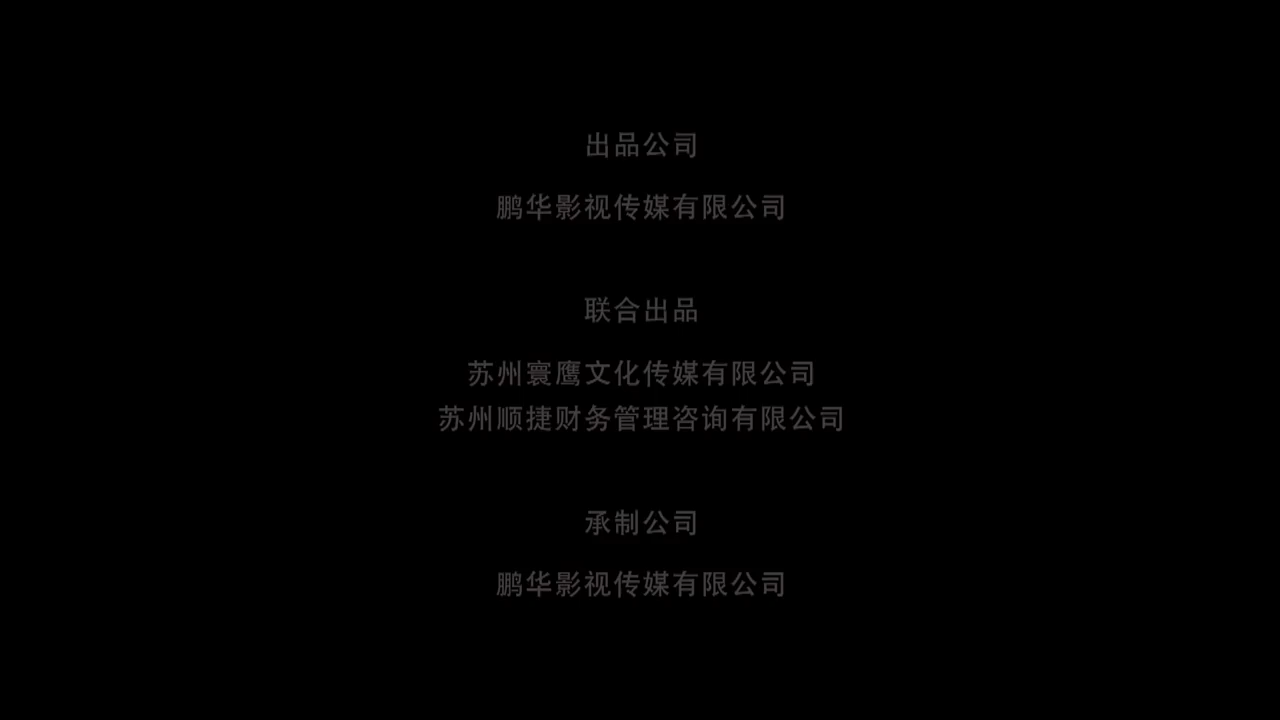 出品公司
鹏华影视传媒有限公司
联合出品
苏州寰鹰文化传媒有限公司
苏州顺捷财务管理咨询有限公司
承制公司
鹏华影视传媒有限公司